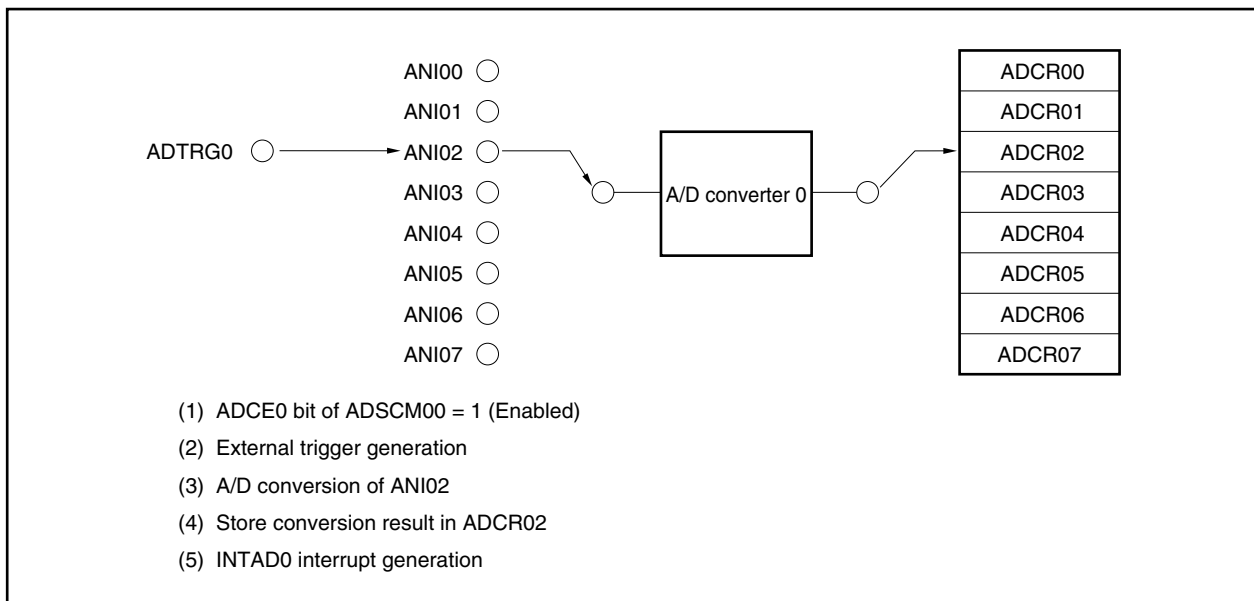 ANI00
ADCR00
ANI01
ADCR01
ADTRG0
ANI02
ADCR02
ANI03
A/D converter 0
ADCR03
ANI04
ADCR04
ANI05
ADCR05
ANI06
ADCR06
ANI07
ADCR07
(1) ADCE0 bit of ADSCM00 = 1 (Enabled)
(2) External trigger generation
(3) A/D conversion of ANI02
(4) Store conversion result in ADCR02
(5) INTAD0 interrupt generation